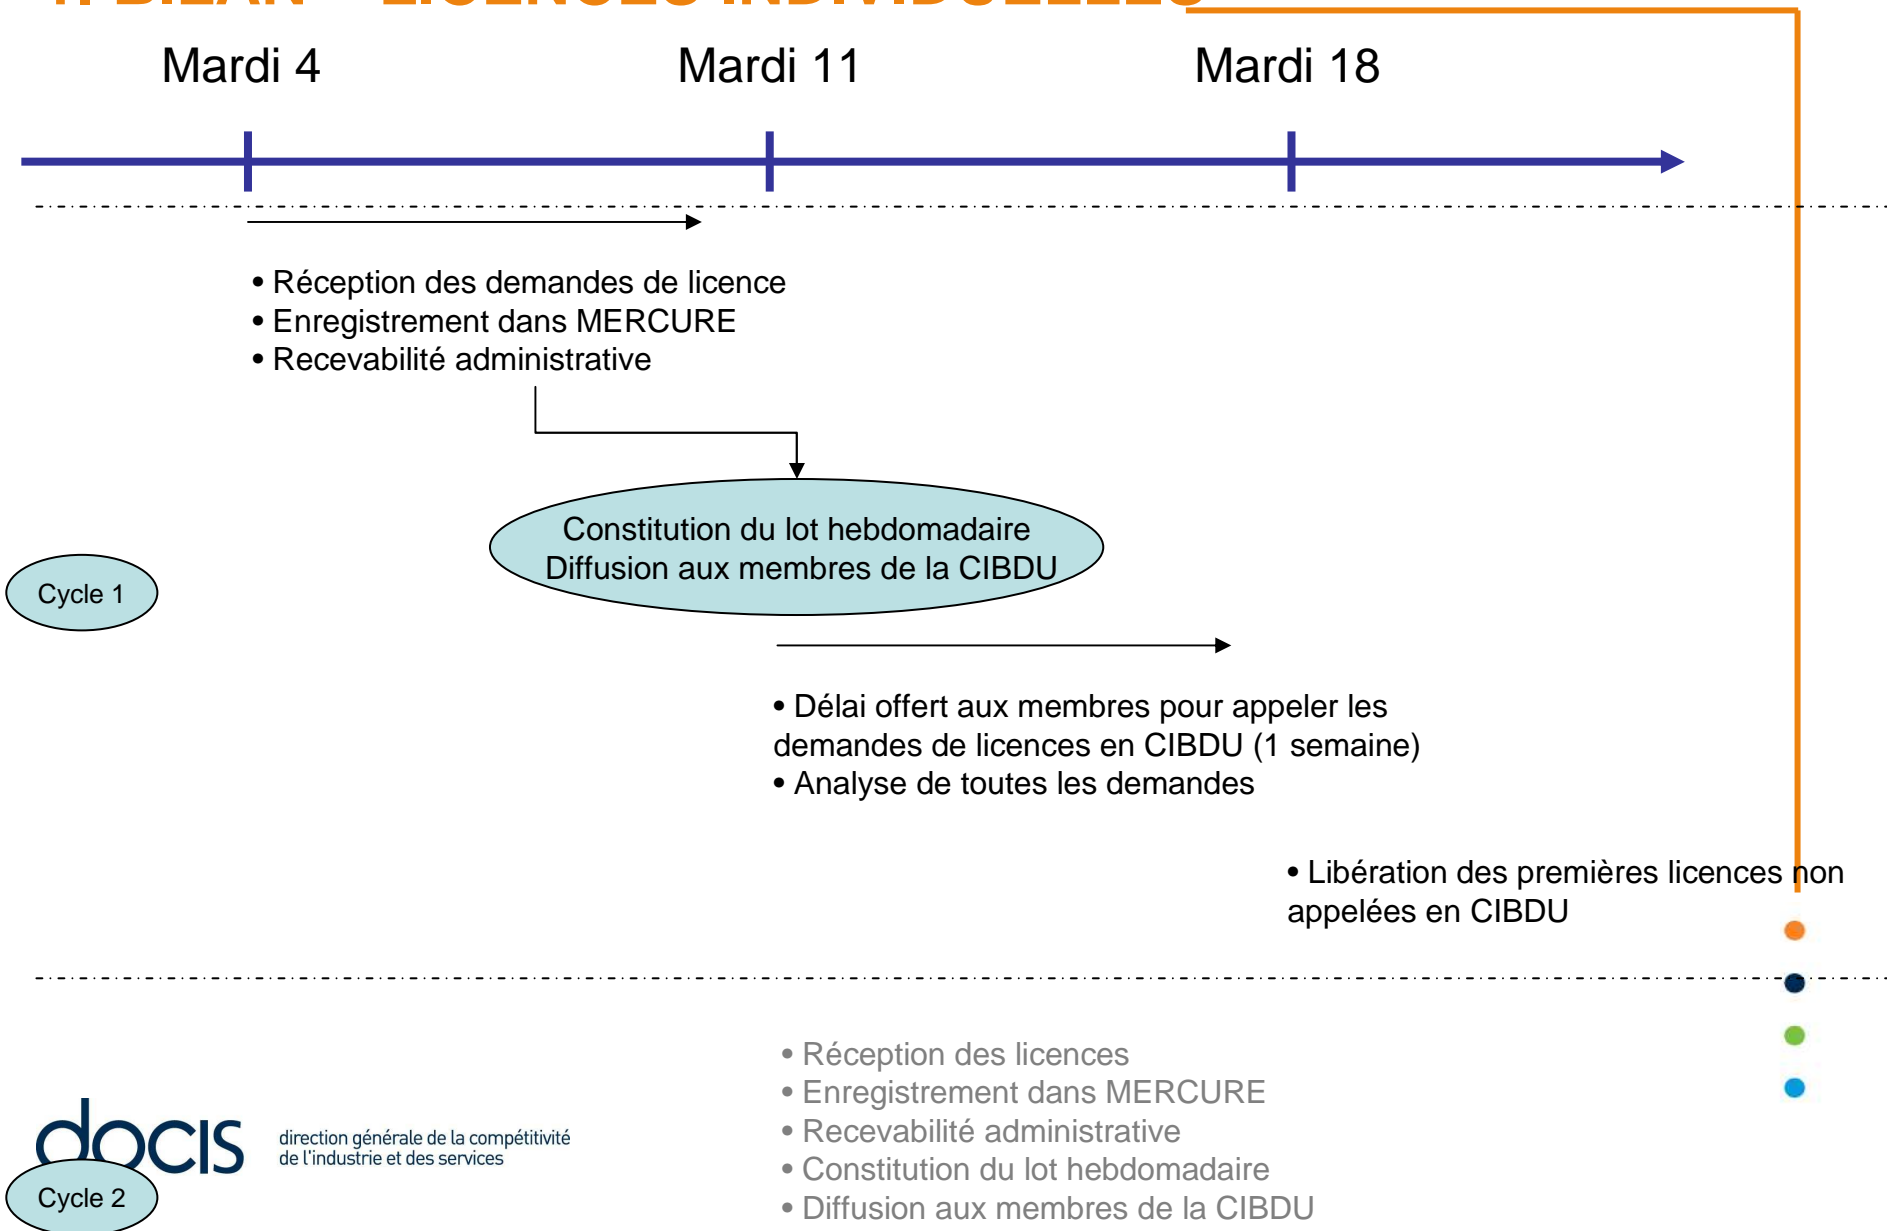 Mardi 4
Mardi 11
Mardi 18
• Réception des demandes de licence
• Enregistrement dans MERCURE
• Recevabilité administrative
Constitution du lot hebdomadaire
Diffusion aux membres de la CIBDU
Cycle 1
• Délai offert aux membres pour appeler les
demandes de licences en CIBDU (1 semaine)
• Analyse de toutes les demandes
• Libération des premières licences non
appelées en CIBDU
• Réception des licences
• Enregistrement dans MERCURE
• Recevabilité administrative
• Constitution du lot hebdomadaire
• Diffusion aux membres de la CIBDU
direction générale de la compétitivité
de l'industrie et des services
Cycle 2